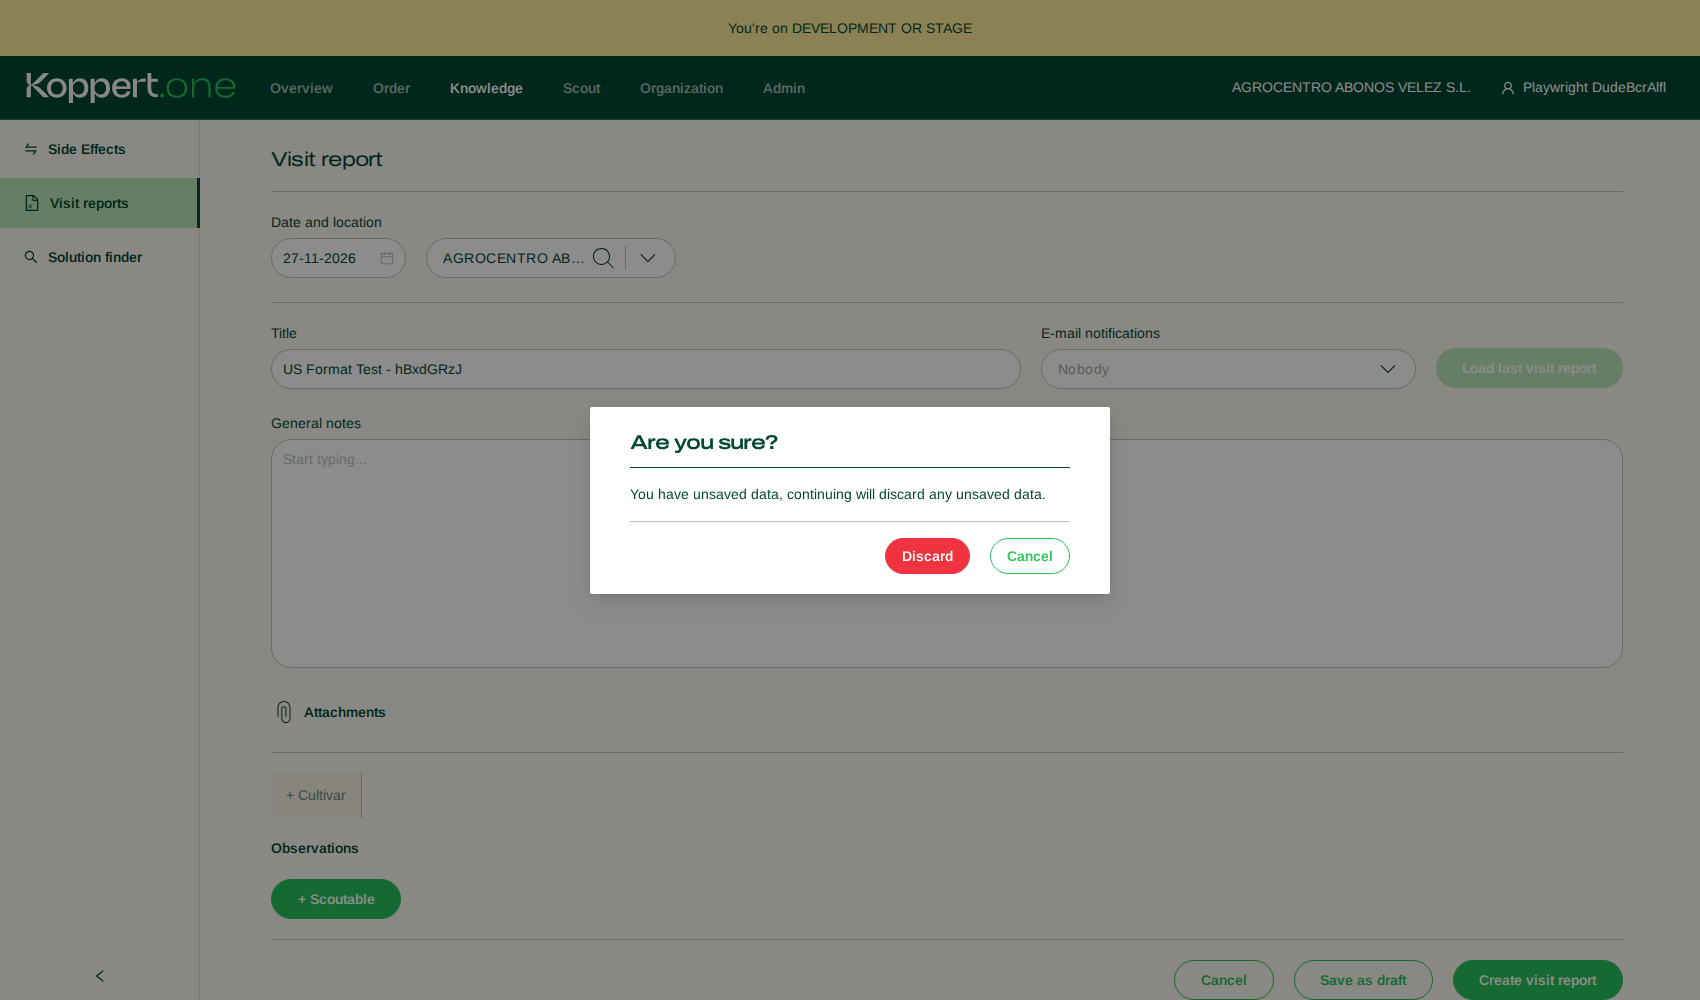 You're on DEVELOPMENT OR STAGE
Koppert.one
Overview
Order
Knowledge
Scout
Organization
Admin
AGROCENTRO ABONOS VELEZ S.L.
Playwright DudeBcrAlfl
Side Effects
Visit reports
Solution finder
Visit report
Date and location
27-11-2026
AGROCENTRO AB...
Title
E-mail notifications
US Format Test - hBxdGRzJ
Nobody
Load last visit report
General notes
Start typing...
Are you sure?
You have unsaved data, continuing will discard any unsaved data.
Discard
Cancel
Attachments
+ Cultivar
Observations
+ Scoutable
Cancel
Save as draft
Create visit report